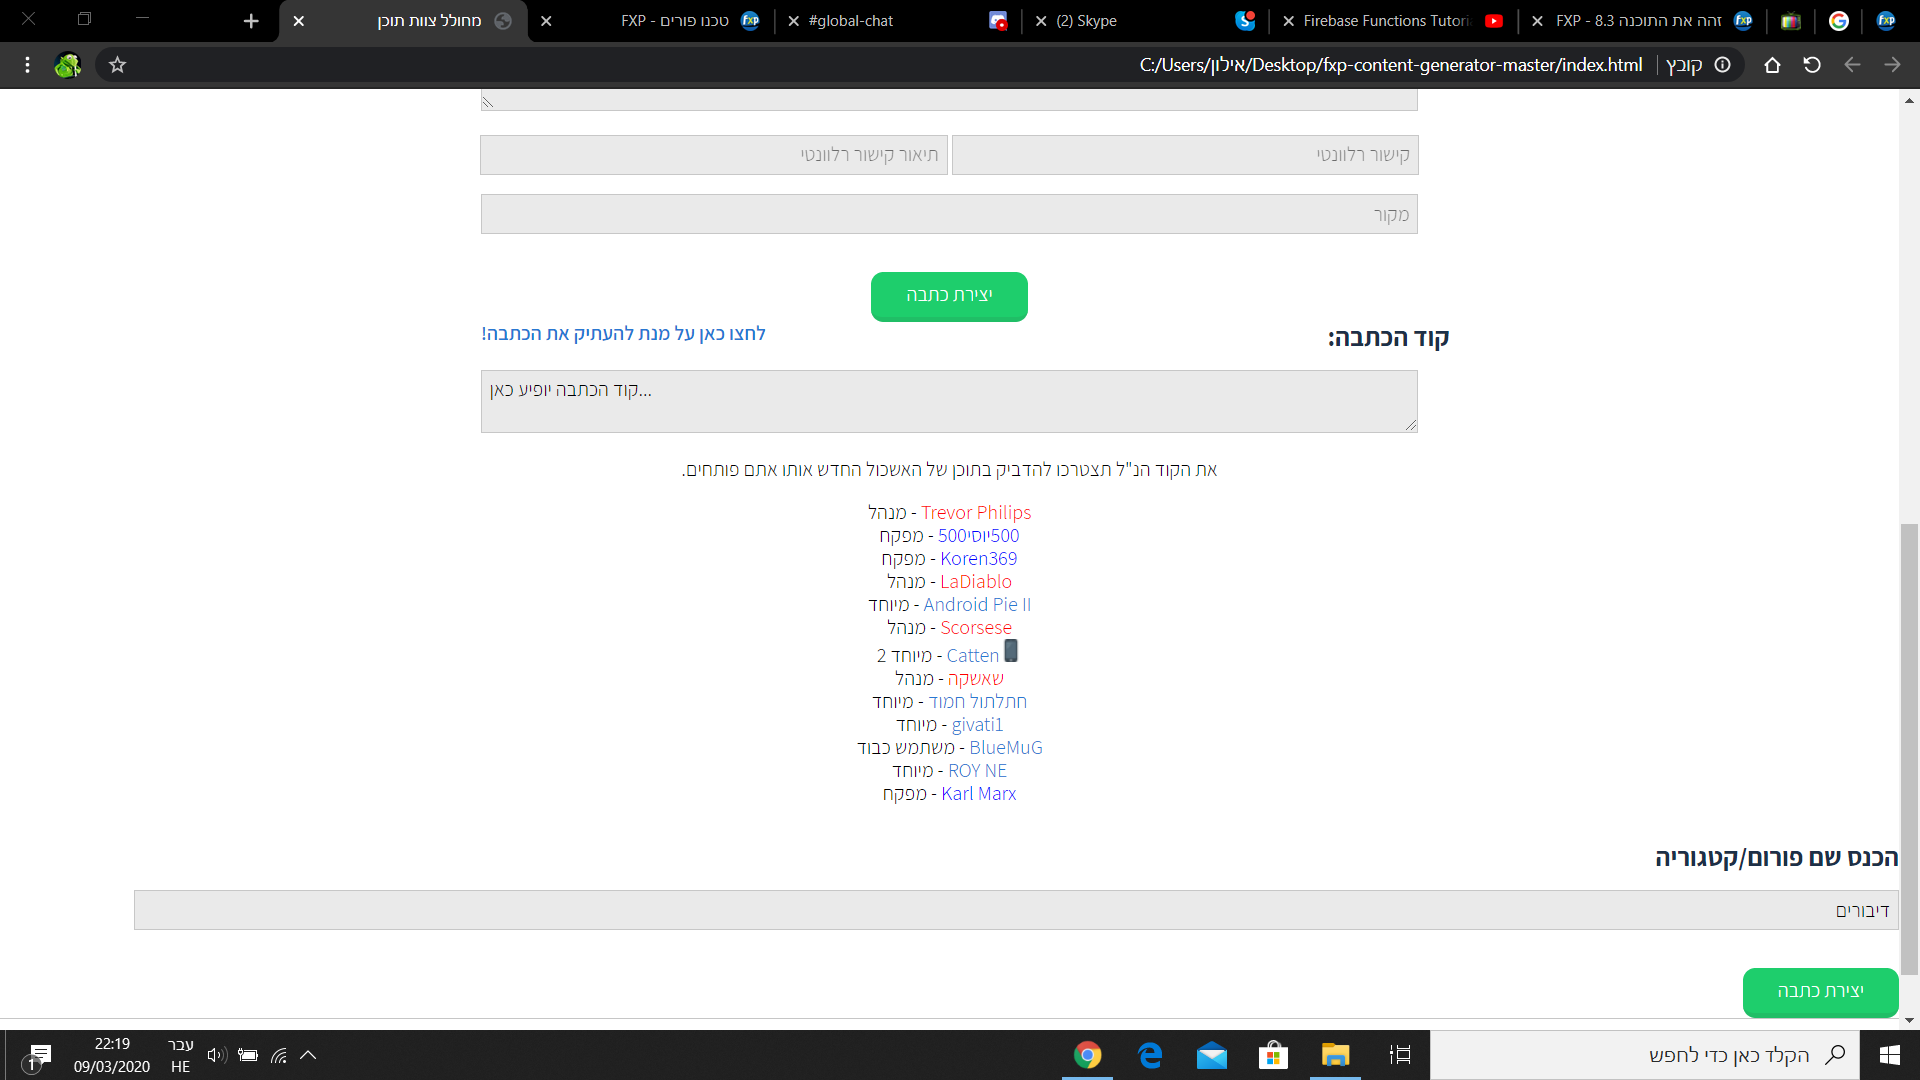 זהה את התוכנה 8.3 - FXP
Firebase Functions Tutori
(2) Skype
#global-chat
טכנו פורים - FXP
מחולל צוות תוכן
קובץ | C:/Users/אילון/Desktop/fxp-content-generator-master/index.html
קישור רלוונטי
תיאור קישור רלוונטי
מקור
יצירת כתבה
קוד הכתבה:
לחצו כאן על מנת להעתיק את הכתבה!
קוד הכתבה יופיע כאן...
את הקוד הנ"ל תצטרכו להדביק בתוכן של האשכול החדש אותו אתם פותחים.
Trevor Philips - מנהל
500יוסי500 - מפקח
Koren369 - מפקח
LaDiablo - מנהל
Android Pie II - מיוחד
Scorsese - מנהל
Catten - מיוחד 2
שאשקה - מנהל
חתלתול חמוד - מיוחד
givati1 - מיוחד
BlueMuG - משתמש כבוד
ROY NE - מיוחד
Karl Marx - מפקח
הכנס שם פורום/קטגוריה
דיבורים
יצירת כתבה
הקלד כאן כדי לחפש
עבר
HE
22:19
09/03/2020
1